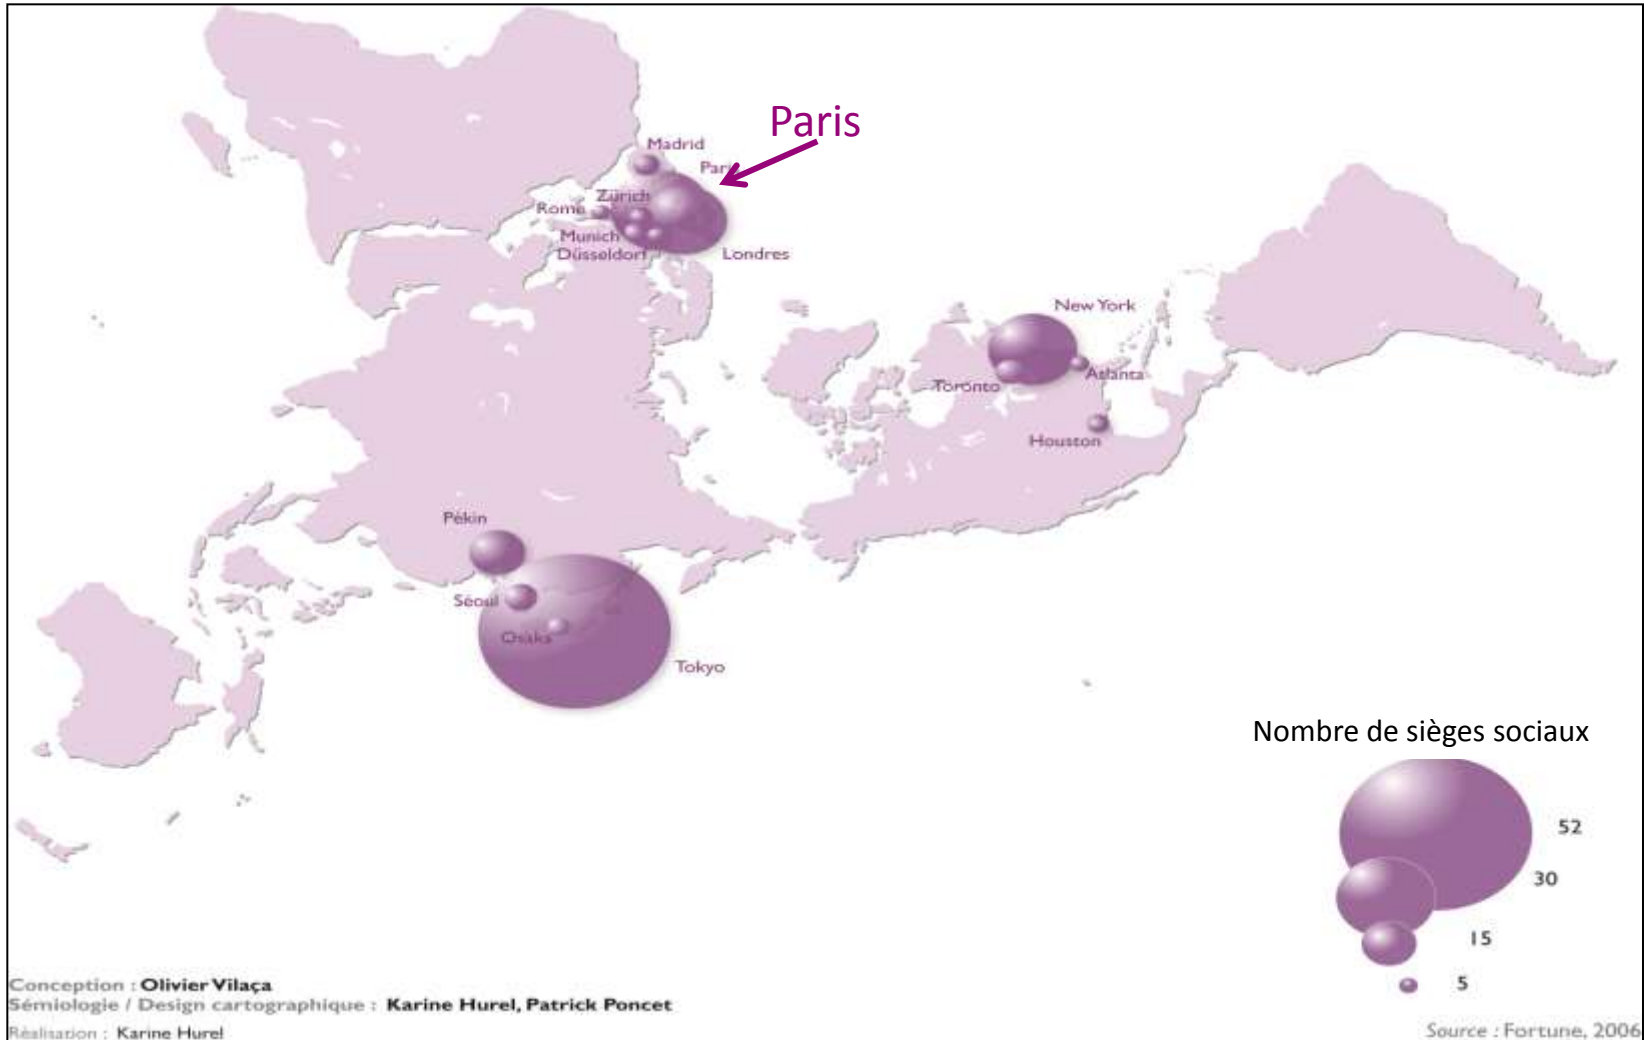 Paris
Madrid
Paris
Zürich
Rome
Munich
Düsseldorf
Londres
New York
Toronto
Atlanta
Houston
Pékin
Séoul
Osaka
Tokyo
Nombre de sièges sociaux
52
30
15
5
Conception : Olivier Vilaça
Sémiologie / Design cartographique : Karine Hurel, Patrick Poncet
Réalisation : Karine Hurel
Source : Fortune, 2006